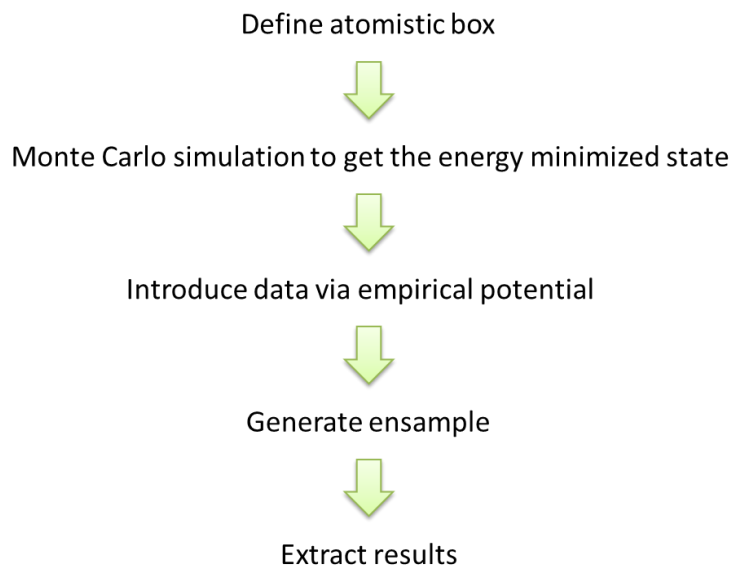 Define atomistic box
Monte Carlo simulation to get the energy minimized state
Introduce data via empirical potential
Generate ensample
Extract results